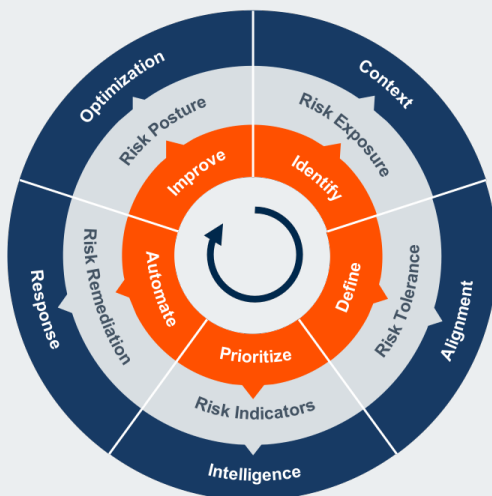 Optimization
Context
Risk Posture
Risk Exposure
Improve
Identify
Response
Risk Remediation
Automate
Define
Risk Tolerance
Alignment
Prioritize
Risk Indicators
Intelligence